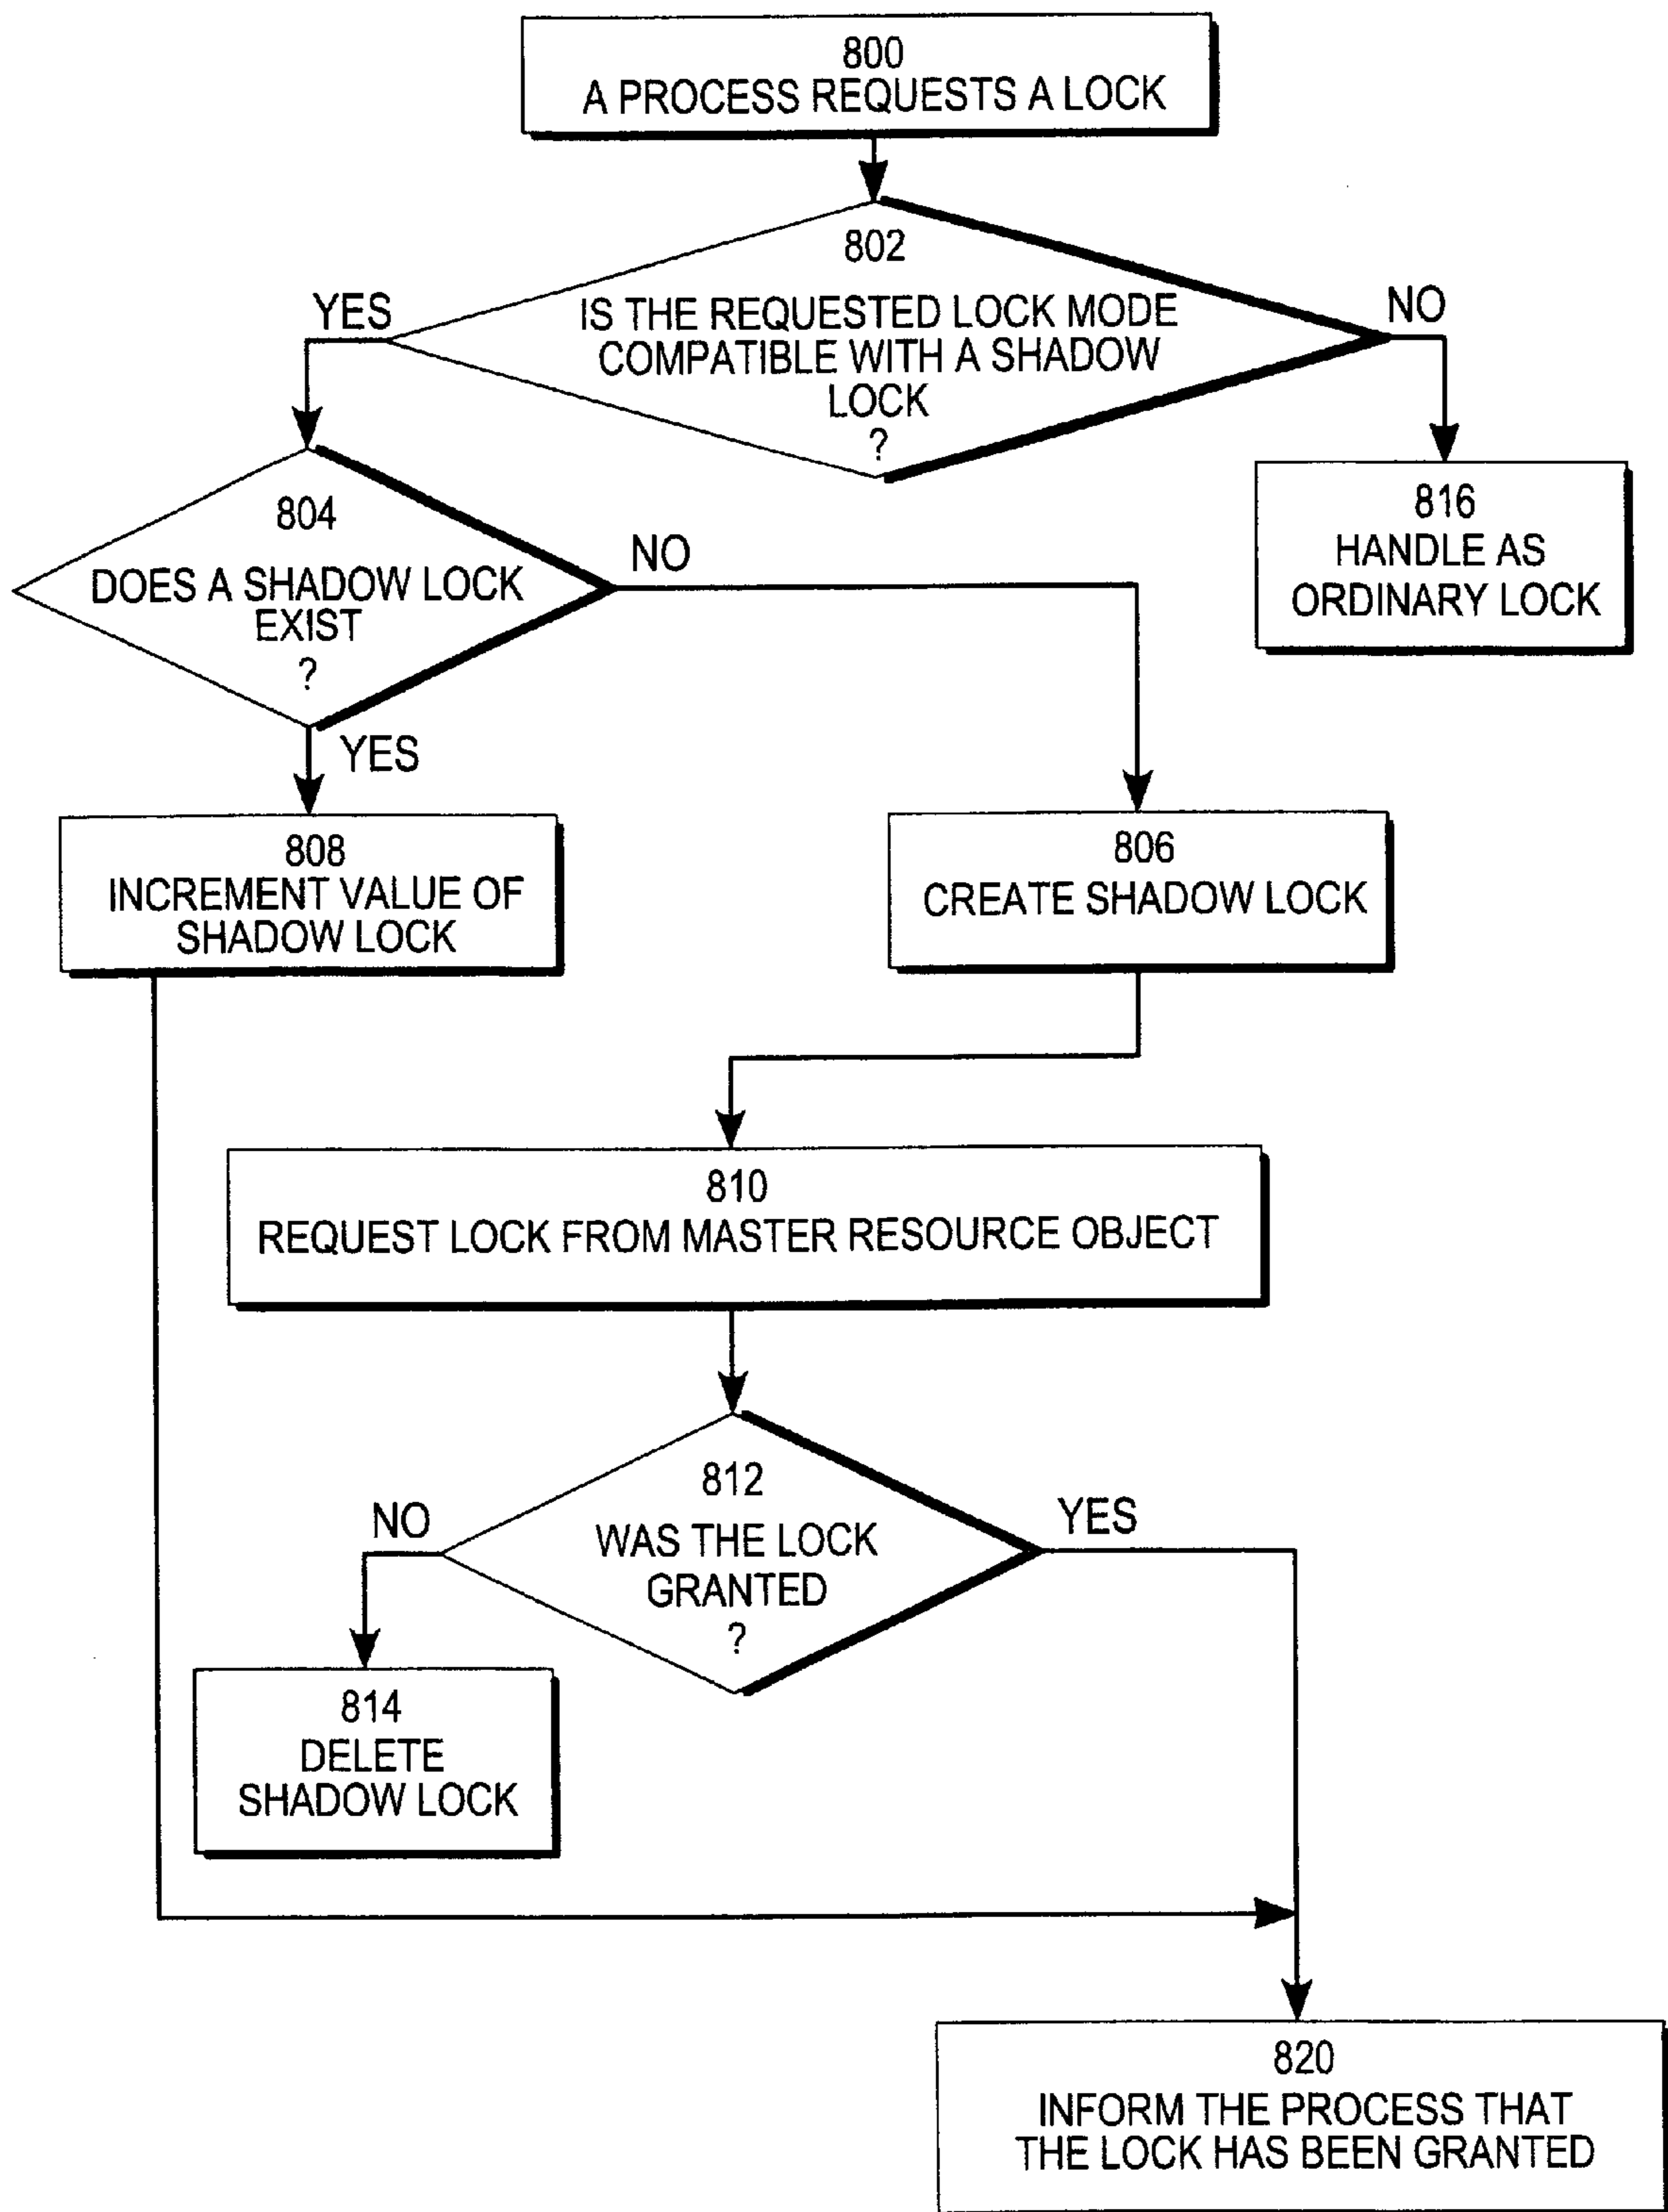 800
A PROCESS REQUESTS A LOCK
802
IS THE REQUESTED LOCK MODE
COMPATIBLE WITH A SHADOW
LOCK
?
YES
NO
804
DOES A SHADOW LOCK
EXIST
?
NO
YES
816
HANDLE AS
ORDINARY LOCK
808
INCREMENT VALUE OF
SHADOW LOCK
806
CREATE SHADOW LOCK
810
REQUEST LOCK FROM MASTER RESOURCE OBJECT
812
WAS THE LOCK
GRANTED
?
NO
YES
814
DELETE
SHADOW LOCK
820
INFORM THE PROCESS THAT
THE LOCK HAS BEEN GRANTED